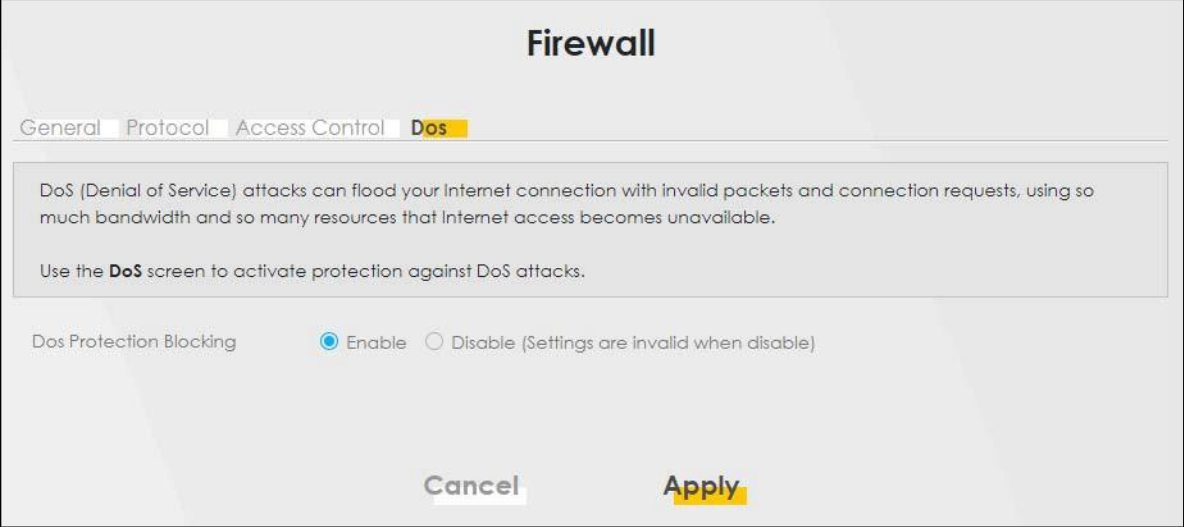 Firewall
General Protocol Access Control Dos
DoS (Denial of Service) attacks can flood your Internet connection with invalid packets and connection requests, using so
much bandwidth and so many resources that Internet access becomes unavailable.
Use the DoS screen to activate protection against DoS attacks.
Dos Protection Blocking Enable Disable (Settings are invalid when disable)
Cancel Apply